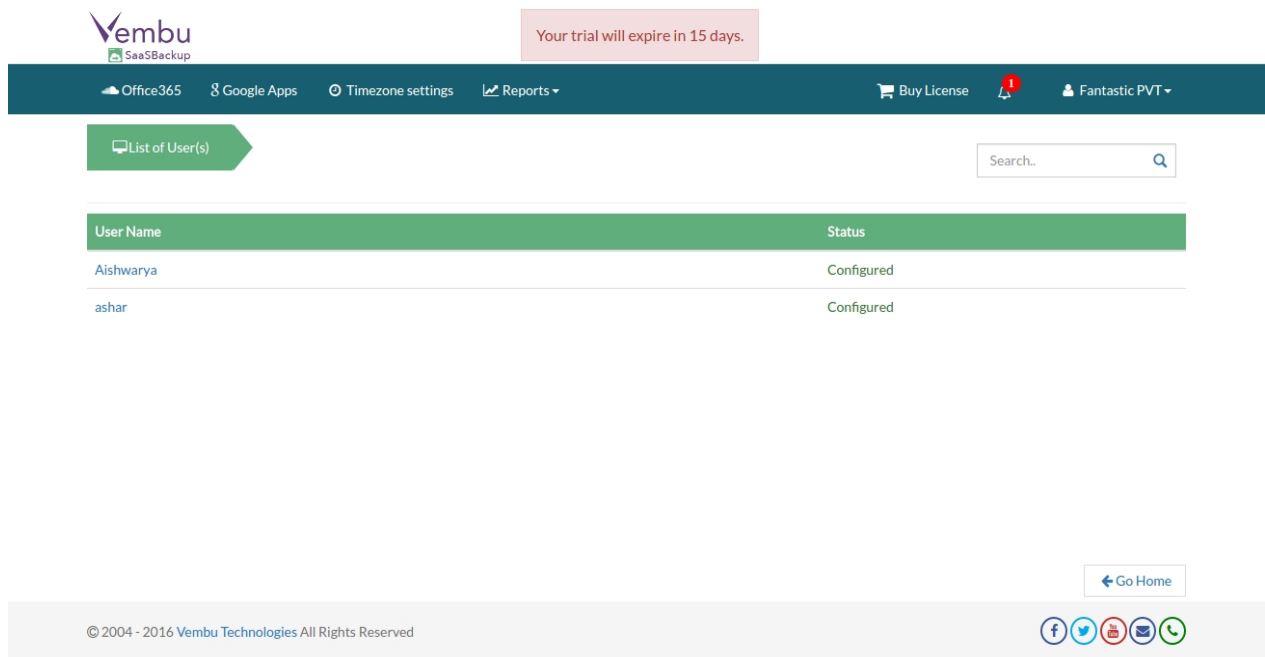 Vembu
SaaSBackup
Your trial will expire in 15 days.
Office365 Google Apps Timezone settings Reports Buy License 1 Fantastic PVT
List of User(s)
Search..
User Name Status
Aishwarya Configured
ashar Configured
Go Home
© 2004 - 2016 Vembu Technologies All Rights Reserved
You Tube